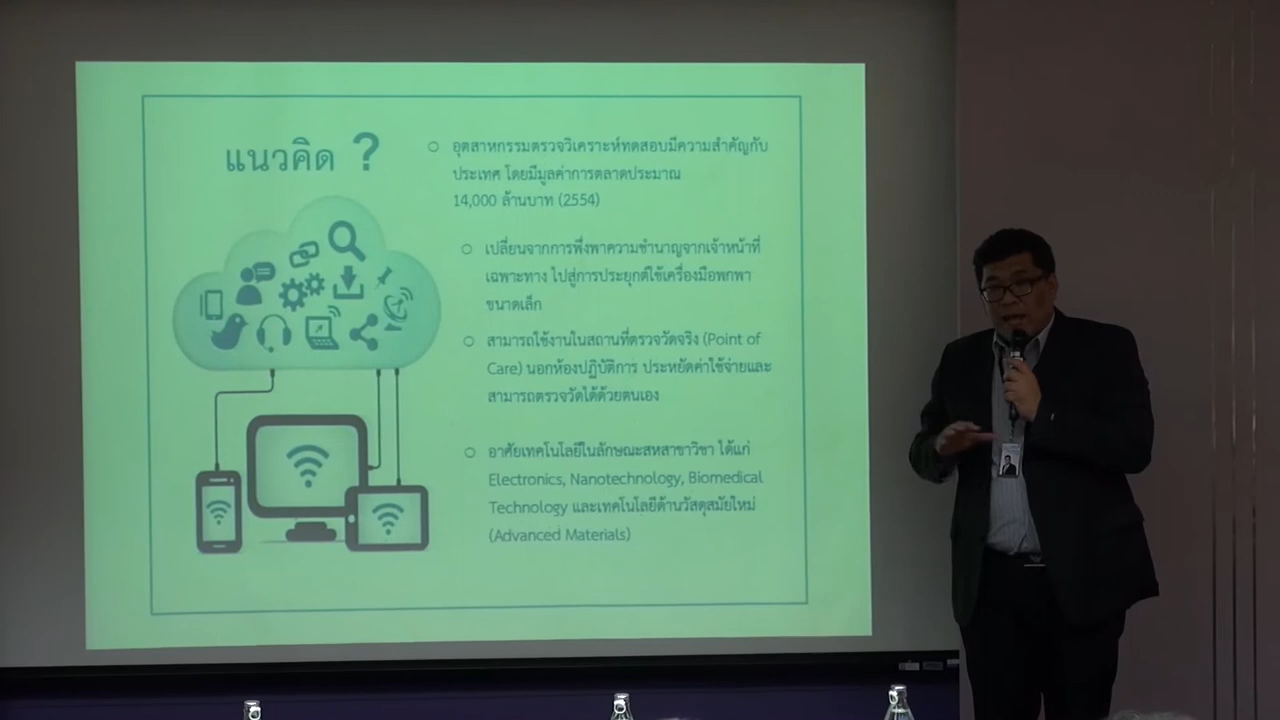 แนวคิด ?
อุตสาหกรรมตรวจวิเคราะห์ทดสอบมีความสำคัญกับ
ประเทศ โดยมีมูลค่าการตลาดประมาณ
14,000 ล้านบาท (2554)
เปลี่ยนจากการพึ่งพาความชำนาญจากเจ้าหน้าที่
เฉพาะทาง ไปสู่การประยุกต์ใช้เครื่องมือพกพา
ขนาดเล็ก
สามารถใช้งานในสถานที่ตรวจวัดจริง (Point of
Care) นอกห้องปฏิบัติการ ประหยัดค่าใช้จ่ายและ
สามารถตรวจวัดได้ด้วยตนเอง
อาศัยเทคโนโลยีในลักษณะสหสาขาวิชา ได้แก่
Electronics, Nanotechnology, Biomedical
Technology และเทคโนโลยีด้านวัสดุสมัยใหม่
(Advanced Materials)